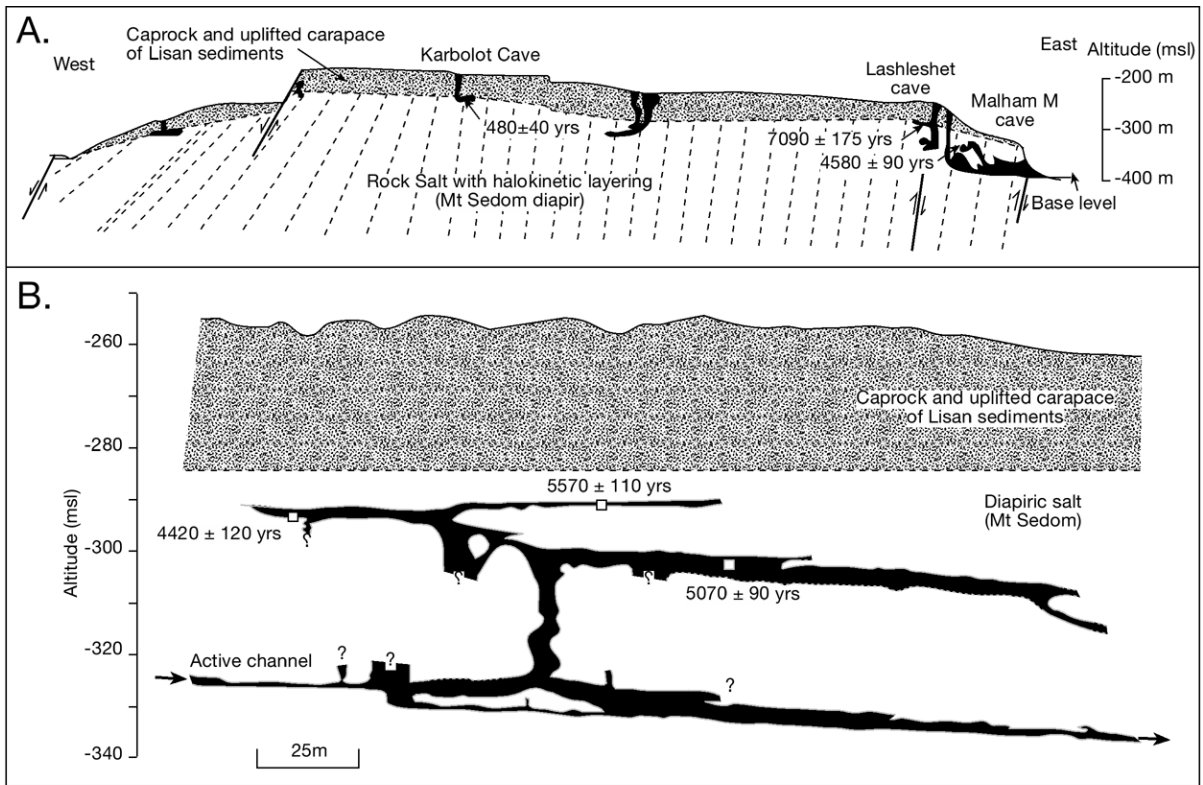 A.
West
Caprock and uplifted carapace
of Lisan sediments
Karbolot Cave
480±40 yrs
Rock Salt with halokinetic layering
(Mt Sedom diapir)
East
Altitude (msl)
Lashleshet
cave
Malham M
cave
7090 ± 175 yrs
4580 ± 90 yrs
-200 m
-300 m
-400 m
Base level
B.
Altitude (msl)
-260
-280
-300
-320
-340
Caprock and uplifted carapace
of Lisan sediments
5570 ± 110 yrs
Diapiric salt
(Mt Sedom)
4420 ± 120 yrs
?
?
?
5070 ± 90 yrs
Active channel
?
?
?
25m